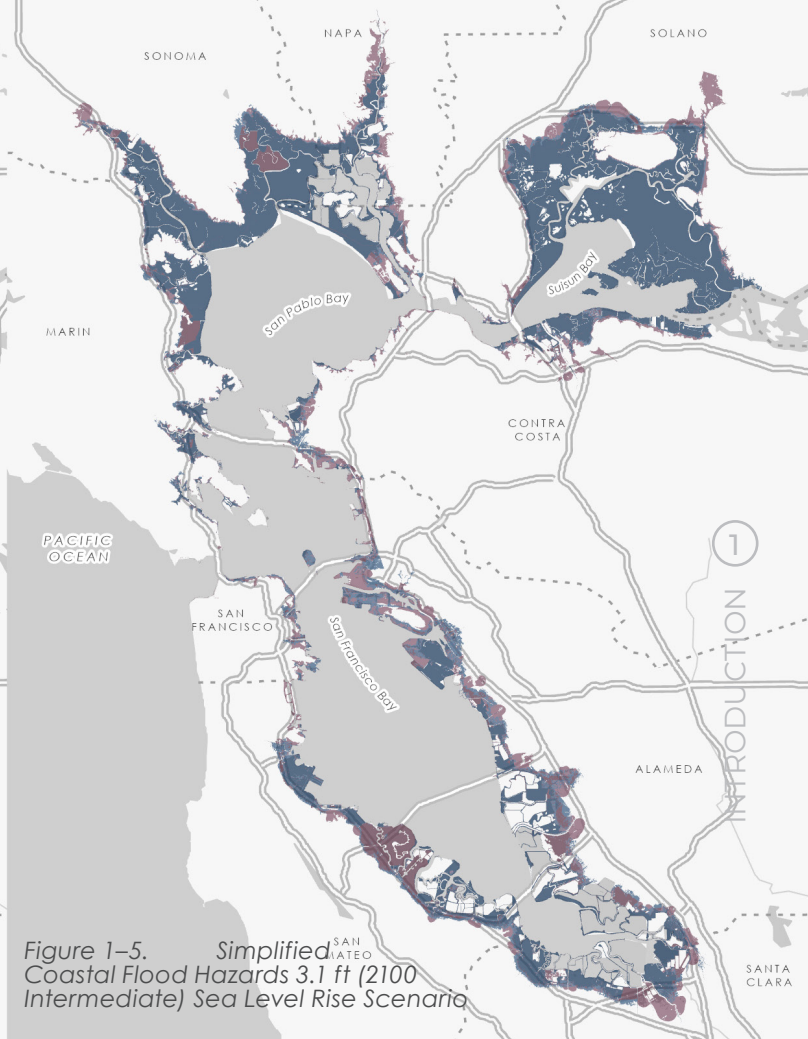 NAPA
SOLANO
SONOMA
Suisun Bay
San Pablo Bay
MARIN
CONTRA
COSTA
PACIFIC
OCEAN
1
INTRODUCTION
SAN
FRANCISCO
San Francisco Bay
ALAMEDA
SAN
MATEO
SANTA
CLARA
Figure 1–5. Simplified
Coastal Flood Hazards 3.1 ft (2100
Intermediate) Sea Level Rise Scenario